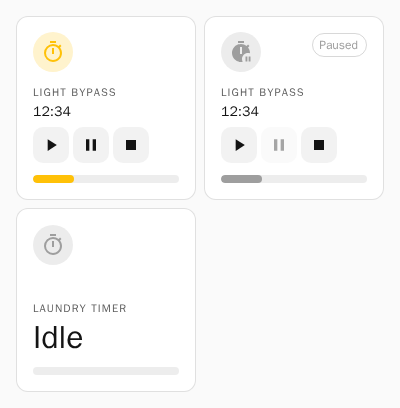 LIGHT BYPASS
12:34
Paused
LIGHT BYPASS
12:34
LAUNDRY TIMER
Idle